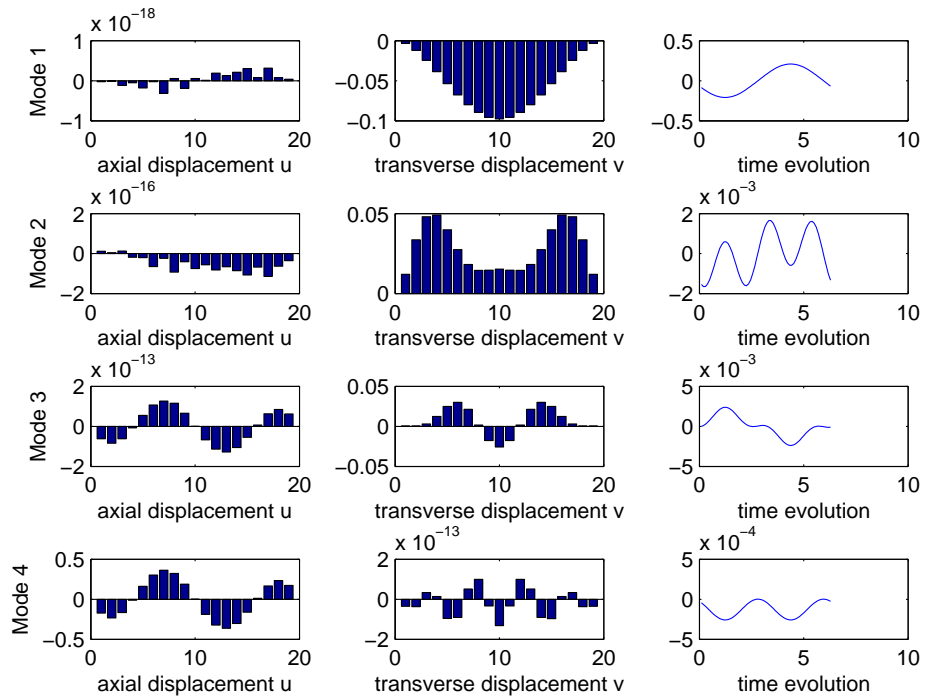 x 10−18
1
0
−1
0 10 20
axial displacement u
Mode 1
0
−0.05
−0.1
0 10 20
transverse displacement v
0.5
0
−0.5
0 5 10
time evolution
x 10−16
2
0
−2
0 10 20
axial displacement u
Mode 2
0.05
0
0 10 20
transverse displacement v
x 10−3
2
0
−2
0 5 10
time evolution
x 10−13
2
0
−2
0 10 20
axial displacement u
Mode 3
0.05
0
−0.05
0 10 20
transverse displacement v
x 10−3
5
0
−5
0 5 10
time evolution
0.5
0
−0.5
0 10 20
axial displacement u
Mode 4
x 10−13
2
0
−2
0 10 20
transverse displacement v
x 10−4
5
0
−5
0 5 10
time evolution